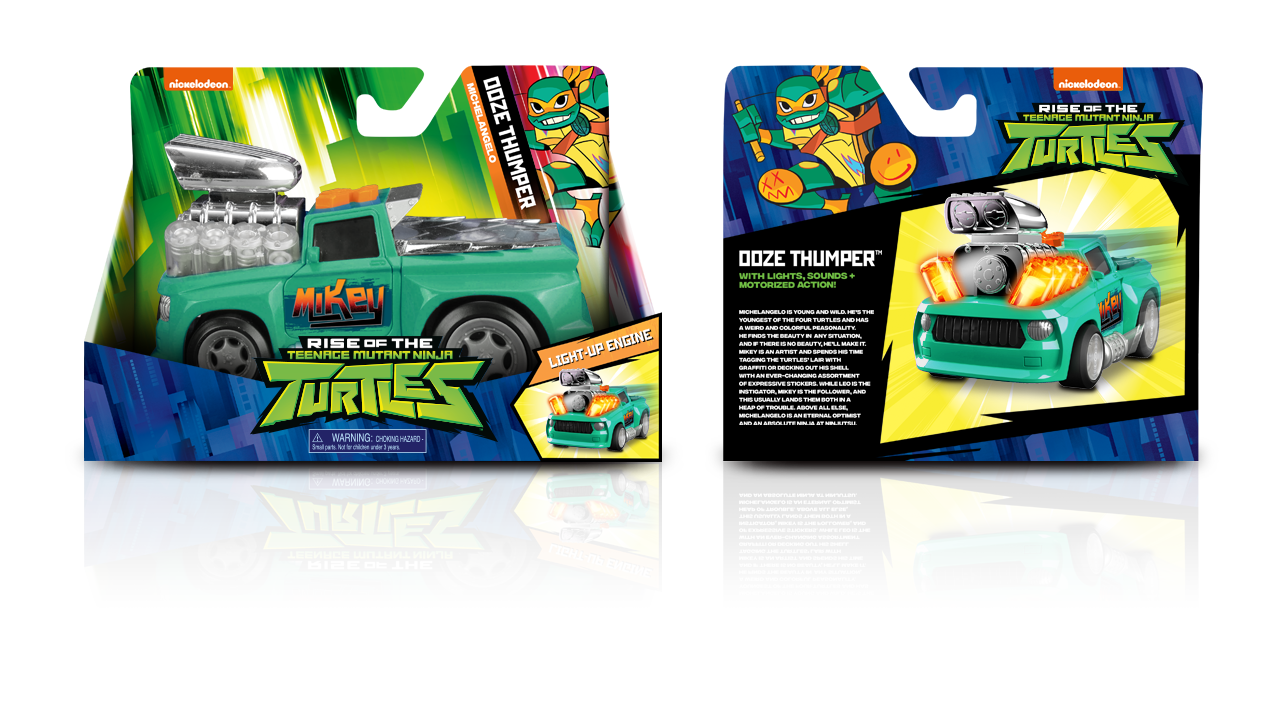 nickelodeon
OOZE THUMPER
MICHELANGELO
MiKey
RISE OF THE
TEENAGE MUTANT NINJA
TURTLES
LIGHT-UP ENGINE
WARNING: CHOKING HAZARD -
Small parts. Not for children under 3 years.
nickelodeon
RISE OF THE
TEENAGE MUTANT NINJA
TURTLES
OOZE THUMPER™
WITH LIGHTS, SOUNDS +
MOTORIZED ACTION!
MICHELANGELO IS YOUNG AND WILD. HE'S THE
YOUNGEST OF THE FOUR TURTLES AND HAS
A WEIRD AND COLORFUL PEASONALITY.
HE FINDS THE BEAUTY IN ANY SITUATION,
AND IF THERE IS NO BEAUTY, HE'LL MAKE IT.
MIKEY IS AN ARTIST AND SPENDS HIS TIME
TAGGING THE TURTLES' LAIR WITH
GRAFFITI OR DECKING OUT HIS SHELL
WITH AN EVER-CHANGING ASSORTMENT
OF EXPRESSIVE STICKERS. WHILE LEO IS THE
INSTIGATOR, MIKEY IS THE FOLLOWER, AND
THIS USUALLY LANDS THEM BOTH IN A
HEAP OF TROUBLE. ABOVE ALL ELSE,
MICHELANGELO IS AN ETERNAL OPTIMIST
AND AN ABSOLUTE NINJA AT NINJUTSU.
MiKey